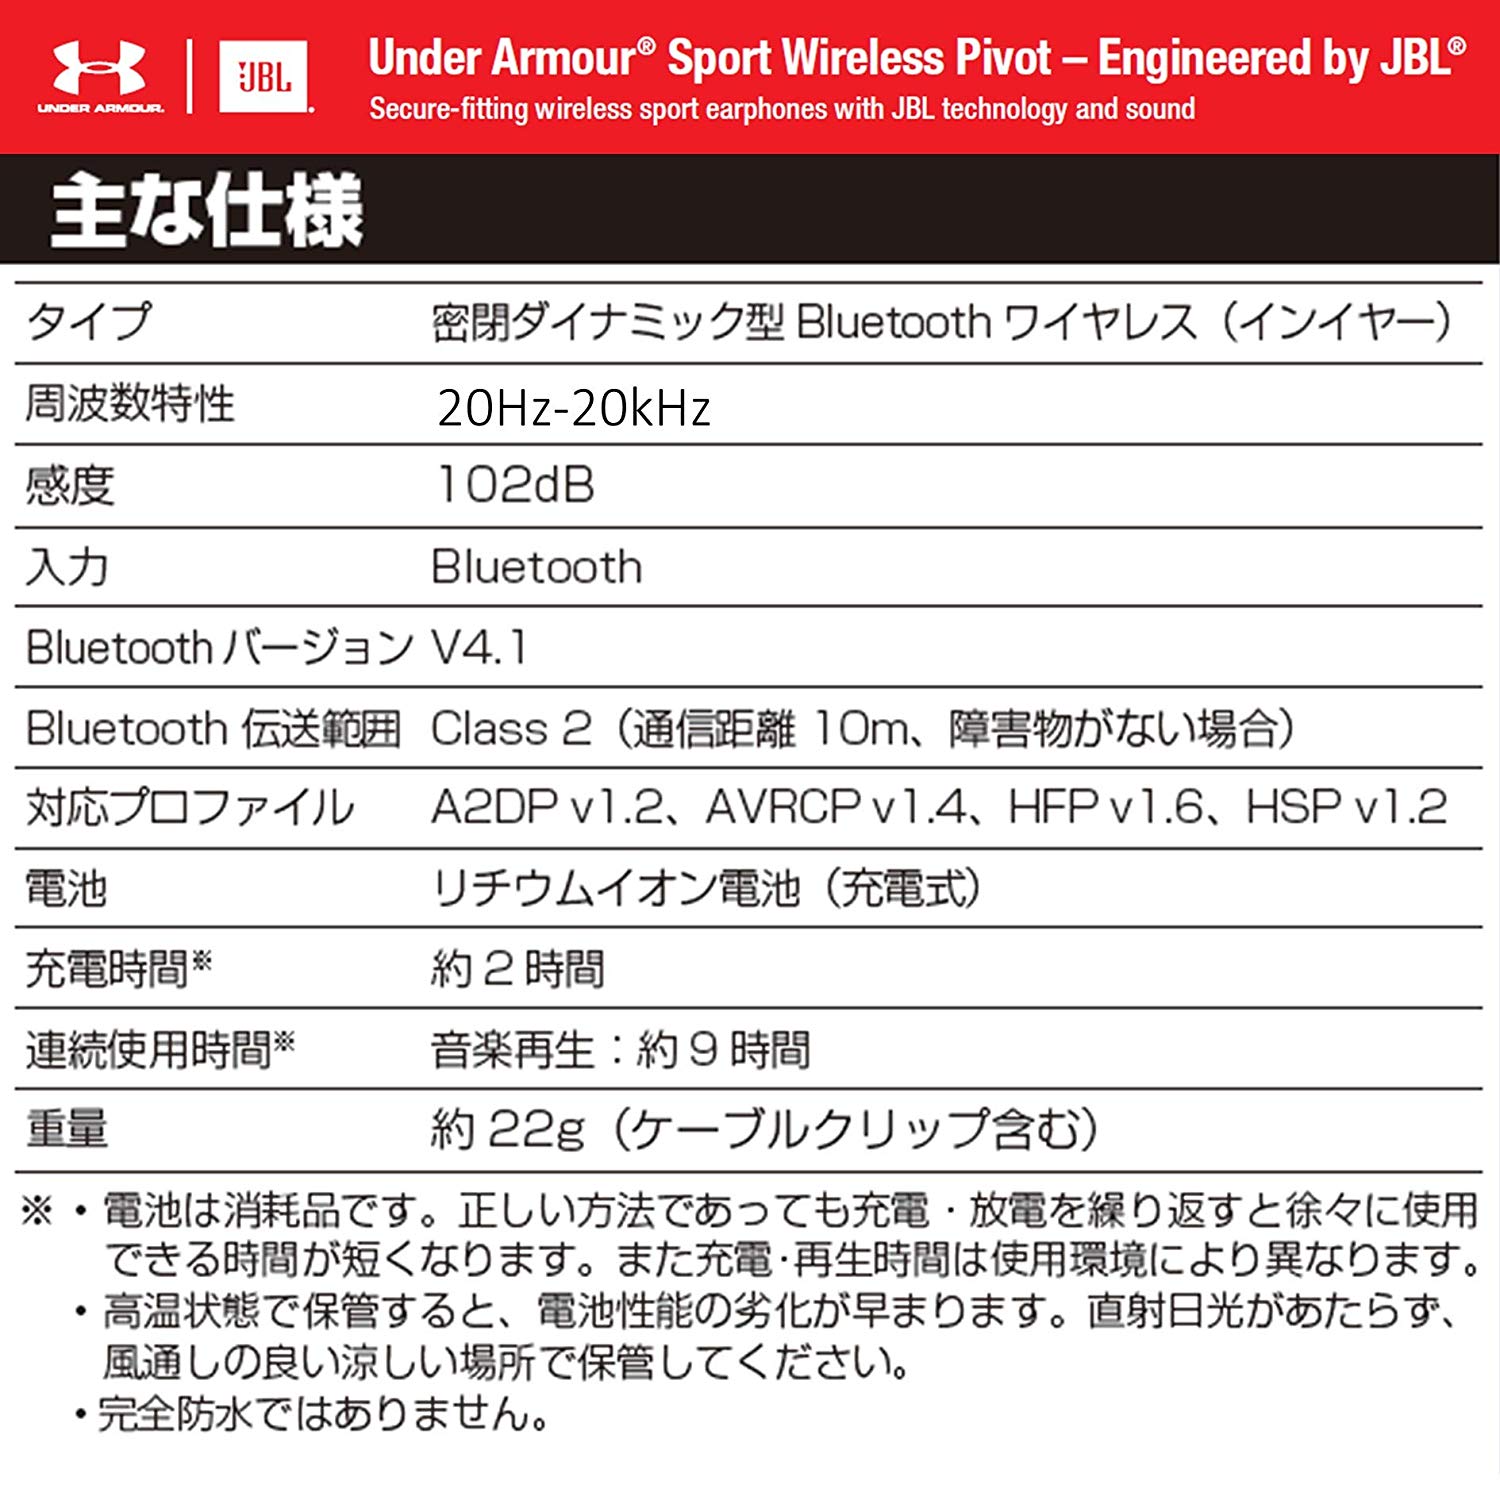 UNDER ARMOUR.
JBL
Under Armour® Sport Wireless Pivot – Engineered by JBL®
Secure-fitting wireless sport earphones with JBL technology and sound
主な仕様
タイプ 密閉ダイナミック型 Bluetooth ワイヤレス（インイヤー）
周波数特性 20Hz-20kHz
感度 102dB
入力 Bluetooth
Bluetooth バージョン V4.1
Bluetooth 伝送範囲 Class 2（通信距離 10m、障害物がない場合）
対応プロファイル A2DP v1.2、AVRCP v1.4、HFP v1.6、HSP v1.2
電池 リチウムイオン電池（充電式）
充電時間※ 約 2 時間
連続使用時間※ 音楽再生：約 9 時間
重量 約 22g（ケーブルクリップ含む）
※・電池は消耗品です。正しい方法であっても充電・放電を繰り返すと徐々に使用
できる時間が短くなります。また充電・再生時間は使用環境により異なります。
・高温状態で保管すると、電池性能の劣化が早まります。直射日光があたらず、
風通しの良い涼しい場所で保管してください。
・完全防水ではありません。